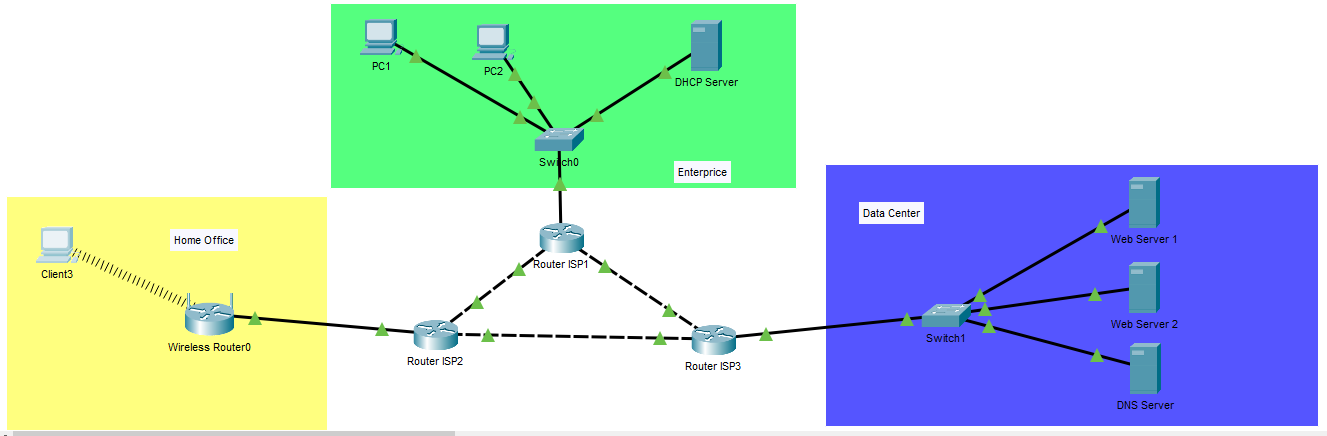 PC1
PC2
DHCP Server
Switch0
Enterprice
Data Center
Web Server 1
Home Office
Client3
Router ISP1
Web Server 2
Wireless Router0
Router ISP2
Router ISP3
Switch1
DNS Server